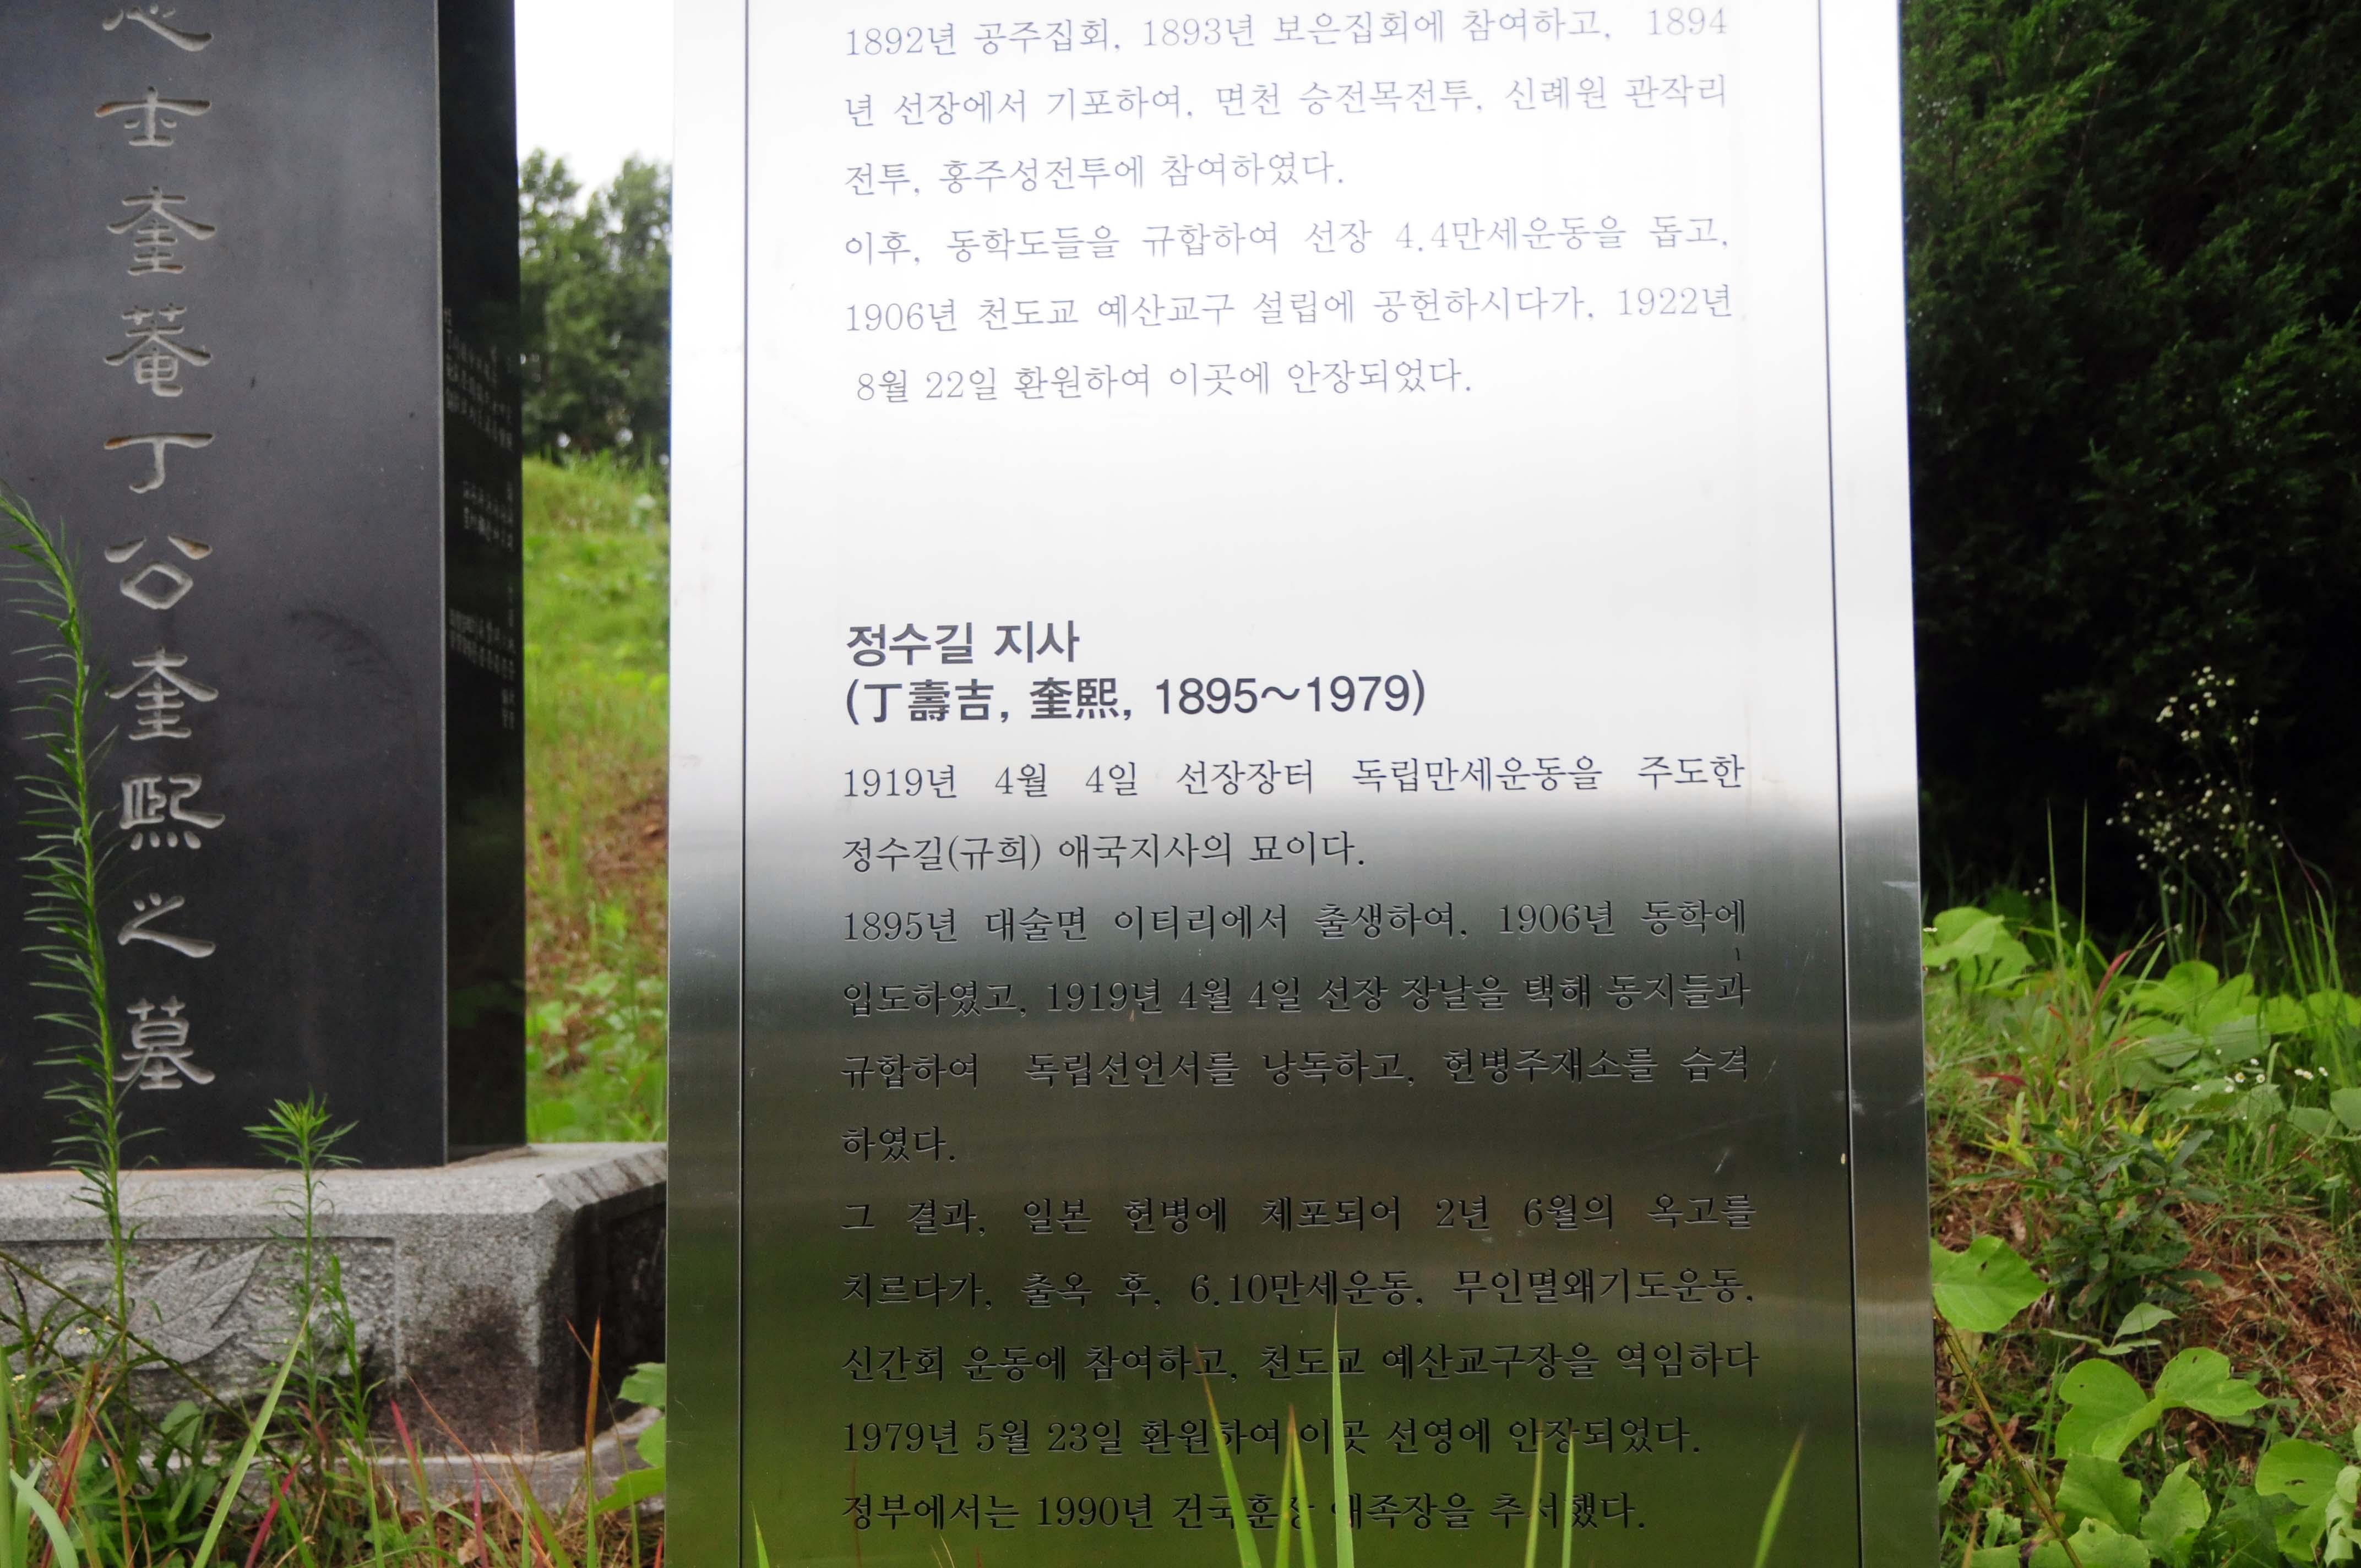 士奎菴丁公奎熙之墓
1892년 공주집회, 1893년 보은집회에 참여하고, 1894
년 선장에서 기포하여, 면천 승전목전투, 신례원 관작리
전투, 홍주성전투에 참여하였다.
이후, 동학도들을 규합하여 선장 4.4만세운동을 돕고,
1906년 천도교 예산교구 설립에 공헌하시다가, 1922년
8월 22일 환원하여 이곳에 안장되었다.
정수길 지사
(丁壽吉, 奎熙, 1895~1979)
1919년 4월 4일 선장장터 독립만세운동을 주도한
정수길(규희) 애국지사의 묘이다.
1895년 대술면 이티리에서 출생하여, 1906년 동학에
입도하였고, 1919년 4월 4일 선장 장날을 택해 동지들과
규합하여 독립선언서를 낭독하고, 헌병주재소를 습격
하였다.
그 결과, 일본 헌병에 체포되어 2년 6월의 옥고를
치르다가, 출옥 후, 6.10만세운동, 무인멸왜기도운동,
신간회 운동에 참여하고, 천도교 예산교구장을 역임하다
1979년 5월 23일 환원하여 이곳 선영에 안장되었다.
정부에서는 1990년 건국훈장 애족장을 추서했다.